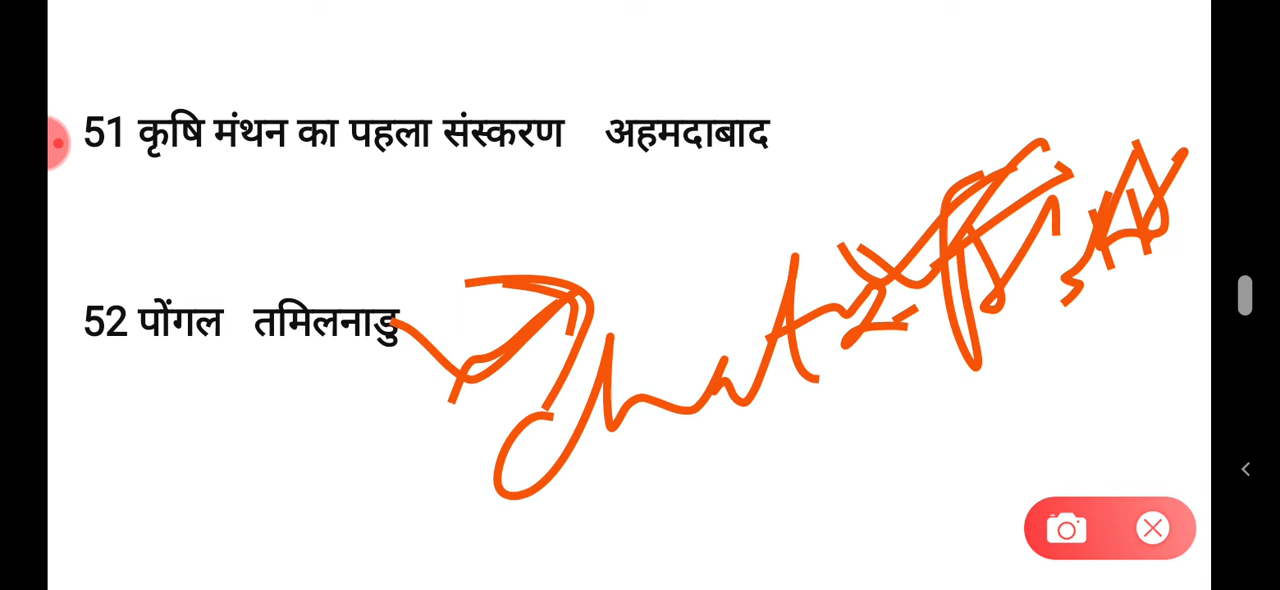 51 कृषि मंथन का पहला संस्करण अहमदाबाद
52 पोंगल तमिलनाडु